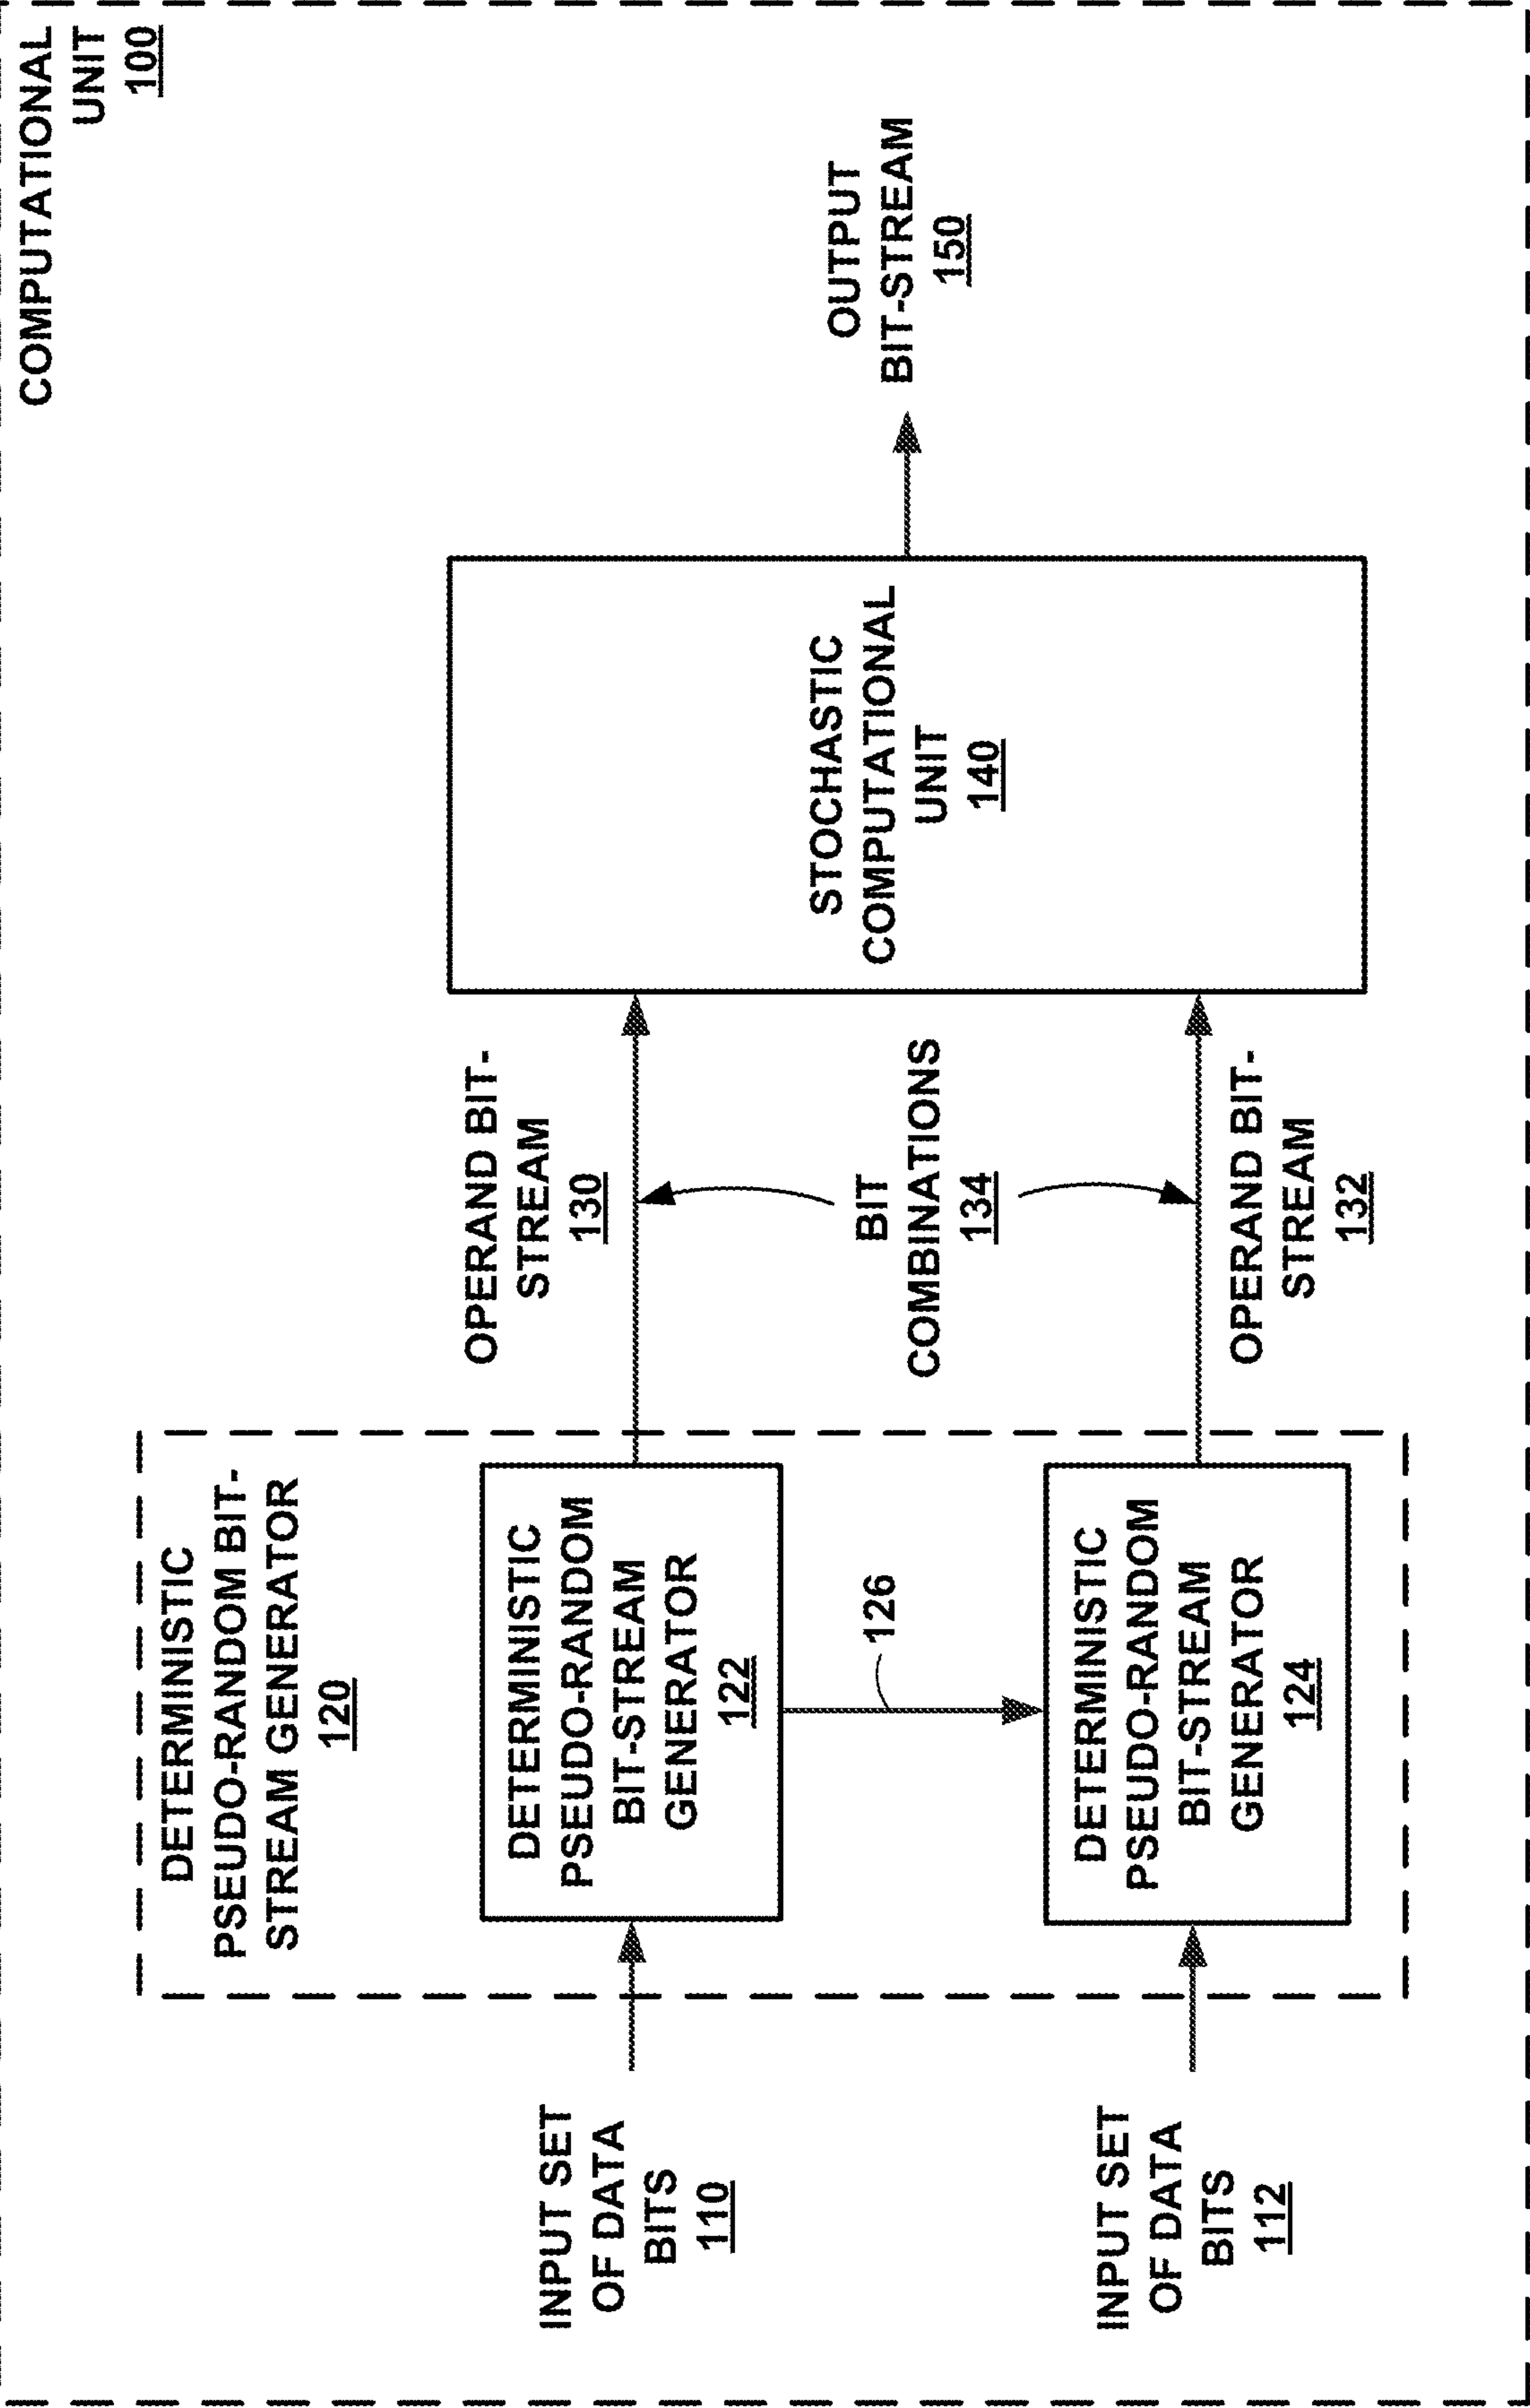 COMPUTATIONAL
UNIT
100
DETERMINISTIC
PSEUDO-RANDOM BIT-
STREAM GENERATOR
120
INPUT SET
OF DATA
BITS
110
DETERMINISTIC
PSEUDO-RANDOM
BIT-STREAM
GENERATOR
122
OPERAND BIT-
STREAM
130
126
BIT
COMBINATIONS
134
STOCHASTIC
COMPUTATIONAL
UNIT
140
OUTPUT
BIT-STREAM
150
INPUT SET
OF DATA
BITS
112
DETERMINISTIC
PSEUDO-RANDOM
BIT-STREAM
GENERATOR
124
OPERAND BIT-
STREAM
132